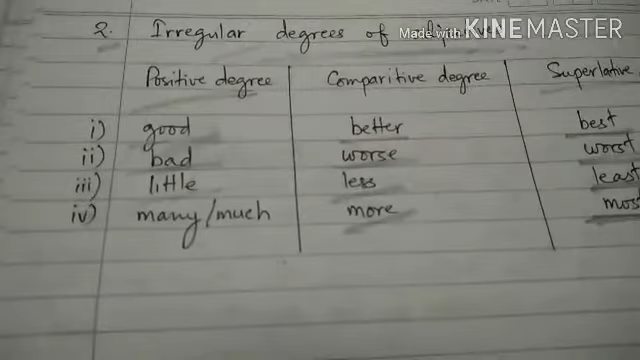 2. Irregular degrees of
Made with KINEMASTER
Positive degree Comparitive degree Superlative
i) good better best
ii) bad worse worst
iii) little less least
iv) many/much more mos